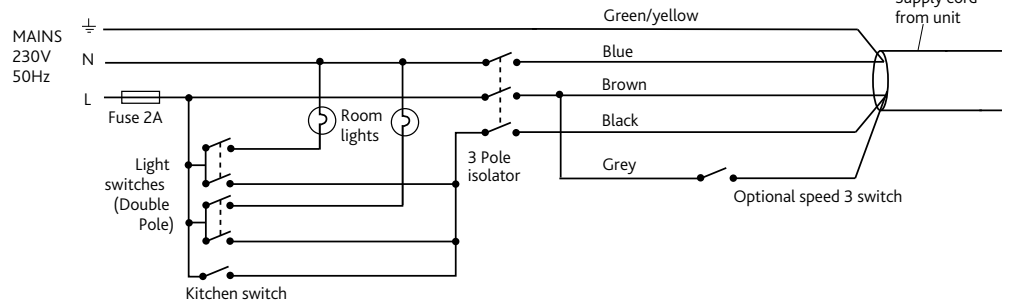 Supply cord
from unit
MAINS
230V
50Hz
N
L
Fuse 2A
Green/yellow
Blue
Brown
Black
Grey
Room
lights
Light
switches
(Double
Pole)
3 Pole
isolator
Optional speed 3 switch
Kitchen switch